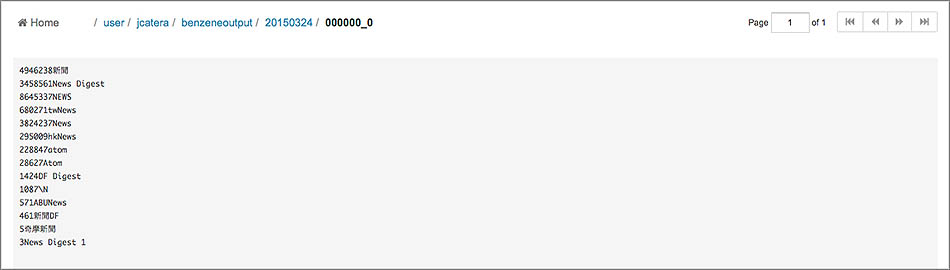 Home / user / jcatera / benzeneoutput / 20150324 / 000000_0
Page 1 of 1
4946238新聞
3458561News Digest
8645337NEWS
680271twNews
3824237News
295009hkNews
228847atom
28627Atom
1424DF Digest
1087\N
571ABUNews
461新聞DF
5奇摩新聞
3News Digest 1